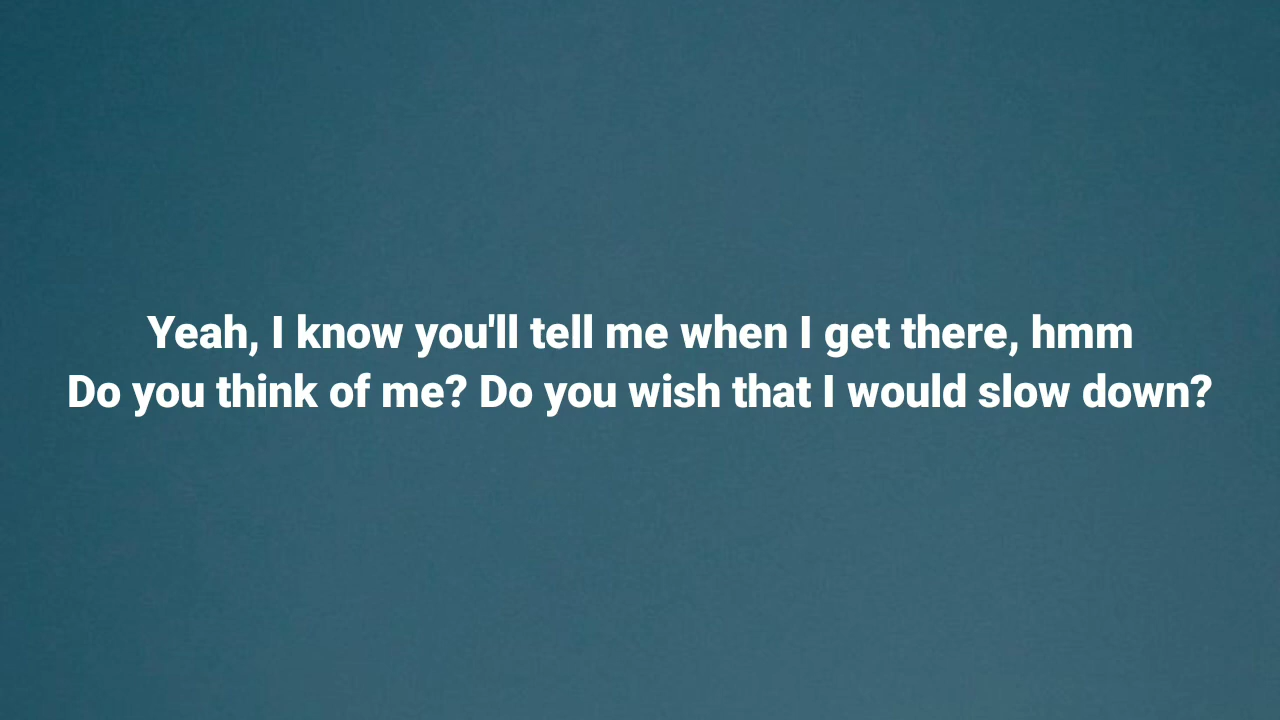 Yeah, I know you'll tell me when I get there, hmm
Do you think of me? Do you wish that I would slow down?